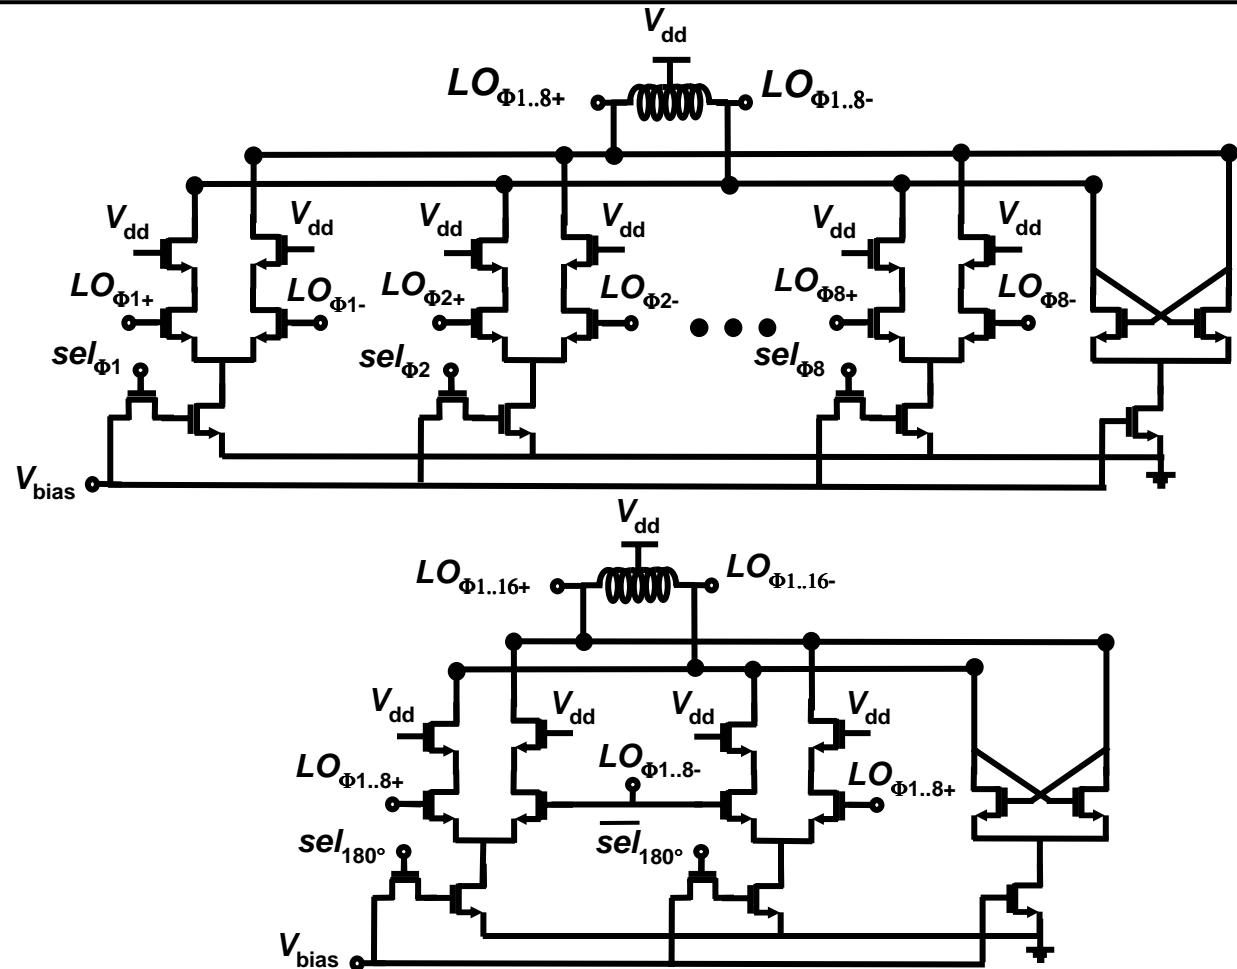 Vdd
LOΦ1..8+ LOΦ1..8-
Vdd Vdd Vdd Vdd Vdd Vdd
LOΦ1+ LOΦ1- LOΦ2+ LOΦ2- LOΦ8+ LOΦ8-
selΦ1 selΦ2 selΦ8
Vbias
Vdd
LOΦ1..16+ LOΦ1..16-
Vdd Vdd Vdd Vdd
LOΦ1..8+ LOΦ1..8- LOΦ1..8+
sel180° s̅e̅l̅180°
Vbias